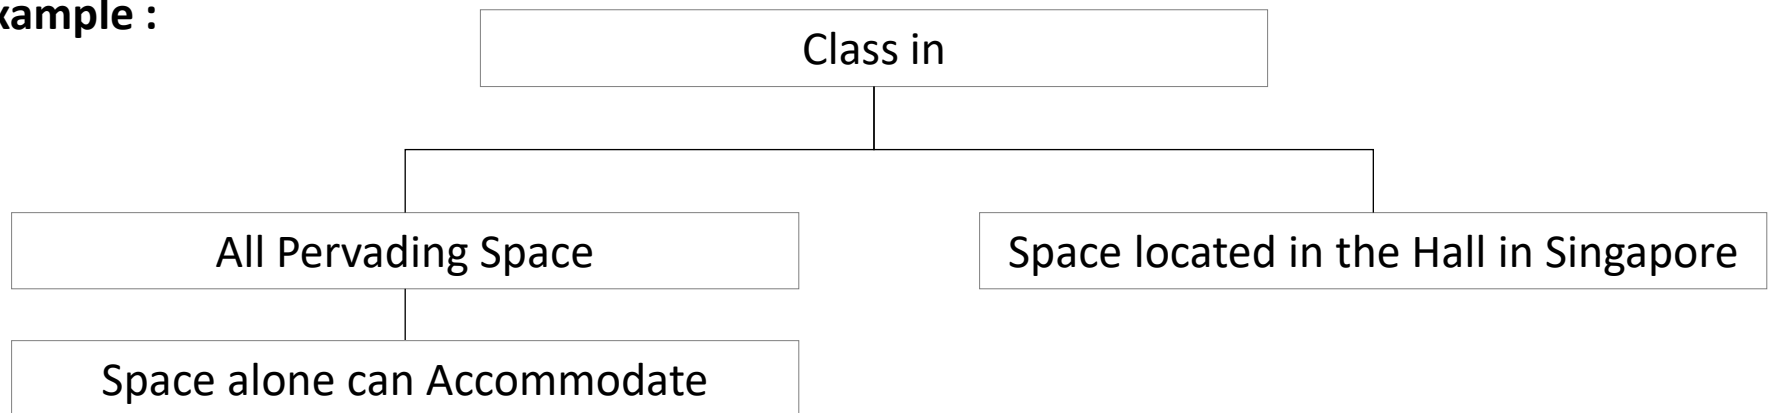 xample :
Class in
All Pervading Space
Space located in the Hall in Singapore
Space alone can Accommodate